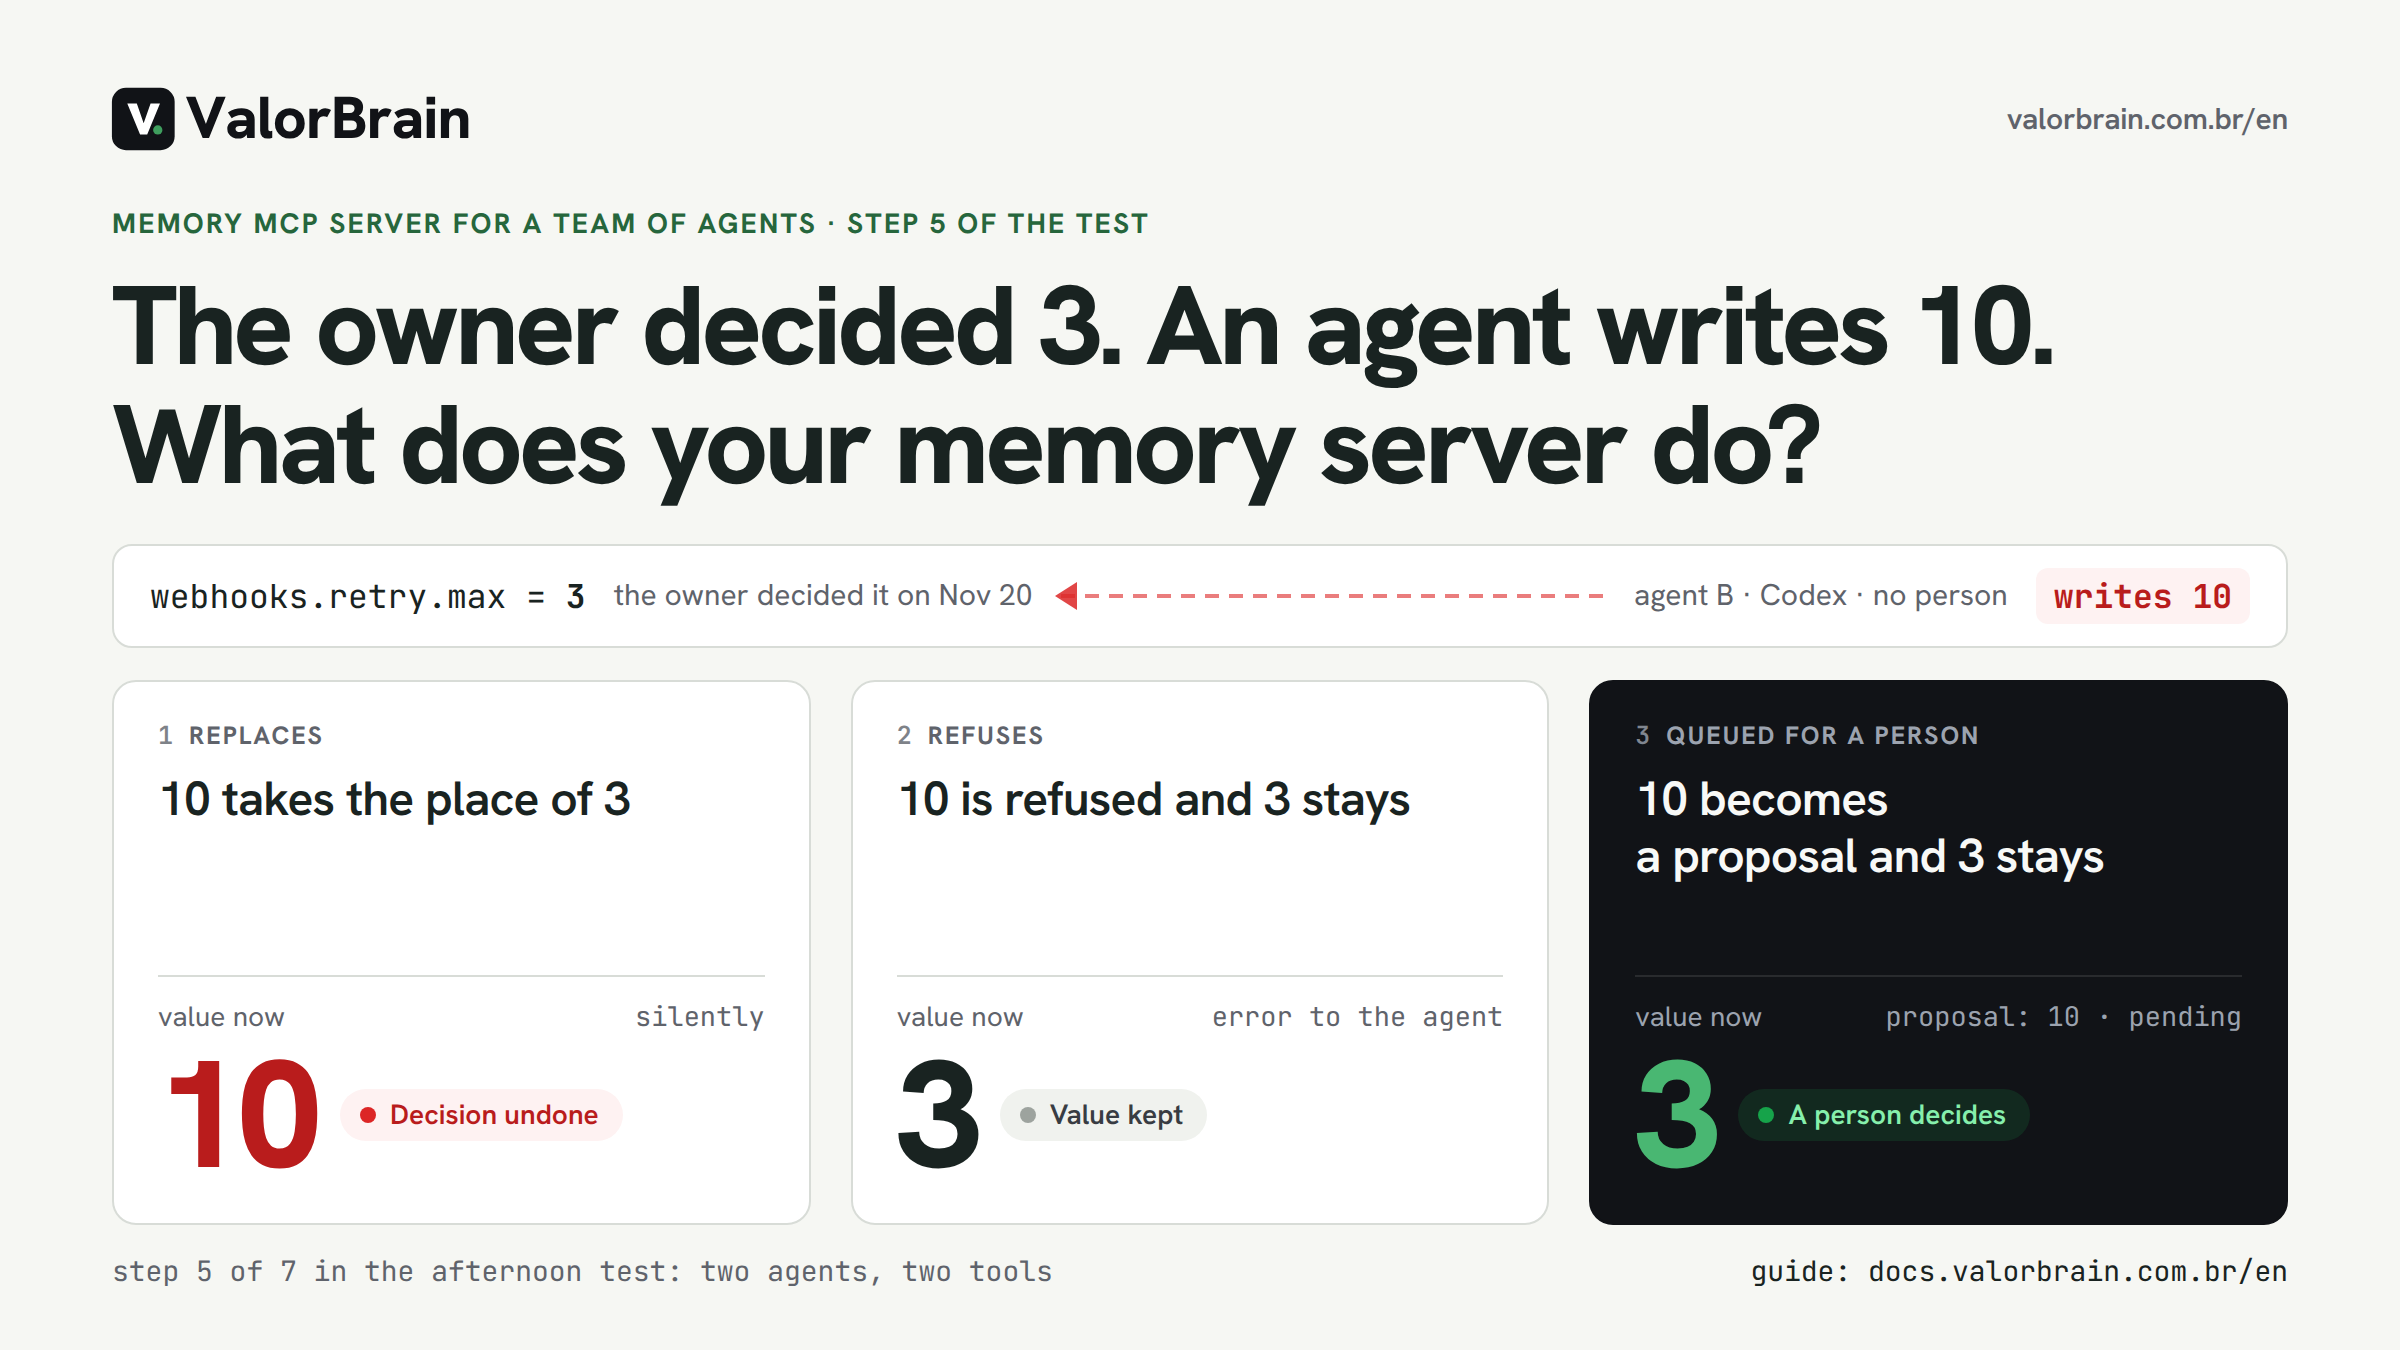 V. ValorBrain
valorbrain.com.br/en
MEMORY MCP SERVER FOR A TEAM OF AGENTS · STEP 5 OF THE TEST
The owner decided 3. An agent writes 10.
What does your memory server do?
webhooks.retry.max = 3 the owner decided it on Nov 20 agent B · Codex · no person writes 10
1 REPLACES
10 takes the place of 3
value now silently
10 Decision undone
2 REFUSES
10 is refused and 3 stays
value now error to the agent
3 Value kept
3 QUEUED FOR A PERSON
10 becomes
a proposal and 3 stays
value now proposal: 10 · pending
3 A person decides
step 5 of 7 in the afternoon test: two agents, two tools
guide: docs.valorbrain.com.br/en